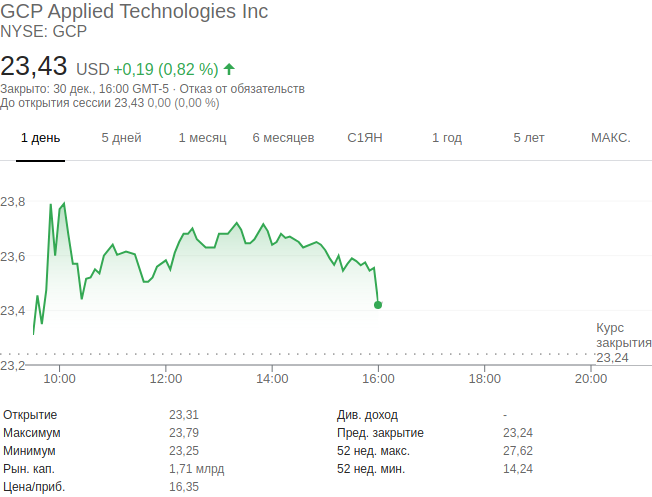 GCP Applied Technologies Inc
NYSE: GCP
23,43 USD +0,19 (0,82 %)
Закрыто: 30 дек., 16:00 GMT-5 · Отказ от обязательств
До открытия сессии 23,43 0,00 (0,00 %)
1 день 5 дней 1 месяц 6 месяцев С1ЯН 1 год 5 лет МАКС.
23,8
23,6
23,4
Курс
закрытия
23,24
23,2
10:00 12:00 14:00 16:00 18:00 20:00
Открытие 23,31 Див. доход -
Максимум 23,79 Пред. закрытие 23,24
Минимум 23,25 52 нед. макс. 27,62
Рын. кап. 1,71 млрд 52 нед. мин. 14,24
Цена/приб. 16,35